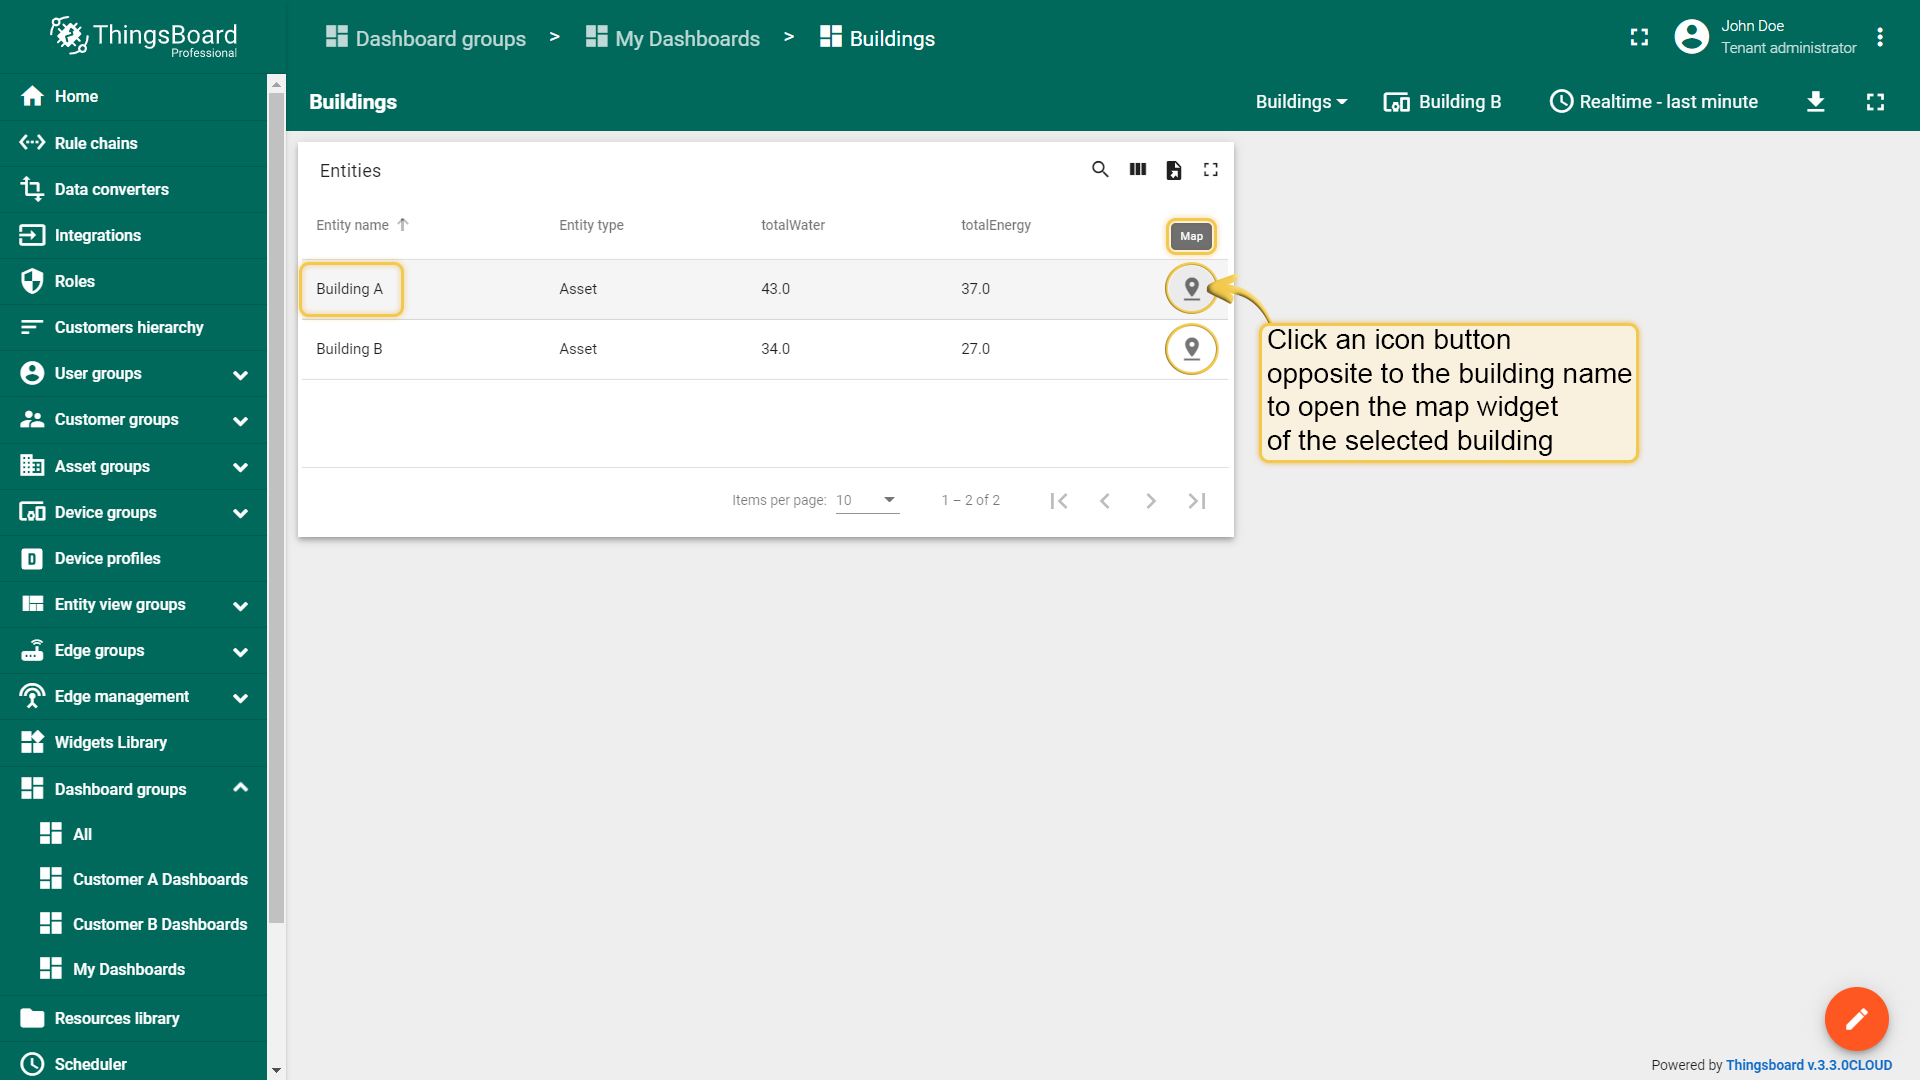 ThingsBoard
Professional
Dashboard groups > My Dashboards > Buildings
John Doe
Tenant administrator
Home
Rule chains
Data converters
Integrations
Roles
Customers hierarchy
User groups
Customer groups
Asset groups
Device groups
D
Device profiles
Entity view groups
Edge groups
Edge management
Widgets Library
Dashboard groups
All
Customer A Dashboards
Customer B Dashboards
My Dashboards
Resources library
Scheduler
Buildings
Buildings
Building B
Realtime - last minute
Entities
Entity name
Entity type
totalWater
totalEnergy
Map
Building A
Asset
43.0
37.0
Building B
Asset
34.0
27.0
Items per page: 10
1 – 2 of 2
Click an icon button
opposite to the building name
to open the map widget
of the selected building
Powered by Thingsboard v.3.3.0CLOUD